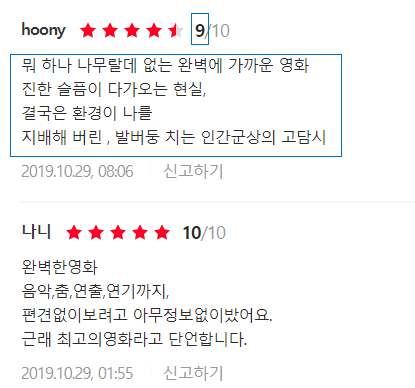 hoony 9/10
뭐 하나 나무랄데 없는 완벽에 가까운 영화
진한 슬픔이 다가오는 현실,
결국은 환경이 나를
지배해 버린 , 발버둥 치는 인간군상의 고담시
2019.10.29, 08:06 신고하기
나니 10/10
완벽한영화
음악,춤,연출,연기까지,
편견없이보려고 아무정보없이봤어요.
근래 최고의영화라고 단언합니다.
2019.10.29, 01:55 신고하기